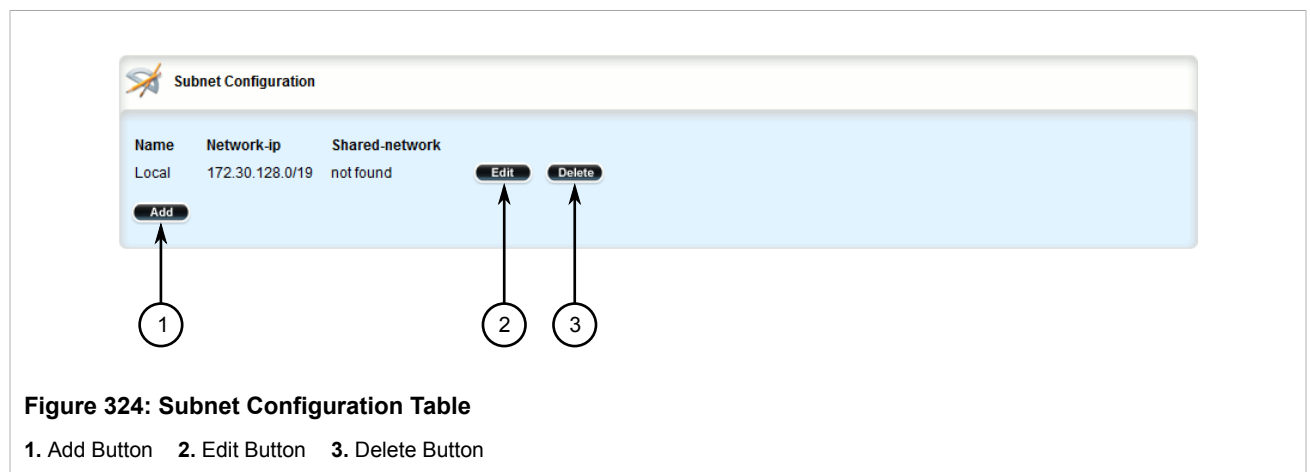 Subnet Configuration
Name Network-ip Shared-network
Local 172.30.128.0/19 not found Edit Delete
Add
1 2 3
Figure 324: Subnet Configuration Table
1. Add Button 2. Edit Button 3. Delete Button